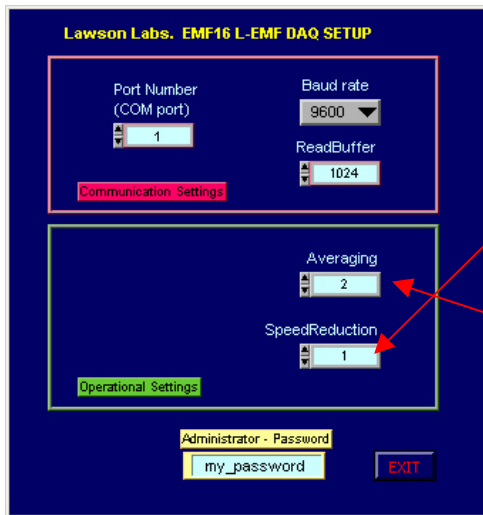 Lawson Labs. EMF16 L-EMF DAQ SETUP
Port Number
(COM port)
1
Baud rate
9600
ReadBuffer
1024
Communication Settings
Averaging
2
SpeedReduction
1
Operational Settings
Administrator - Password
my_password
EXIT